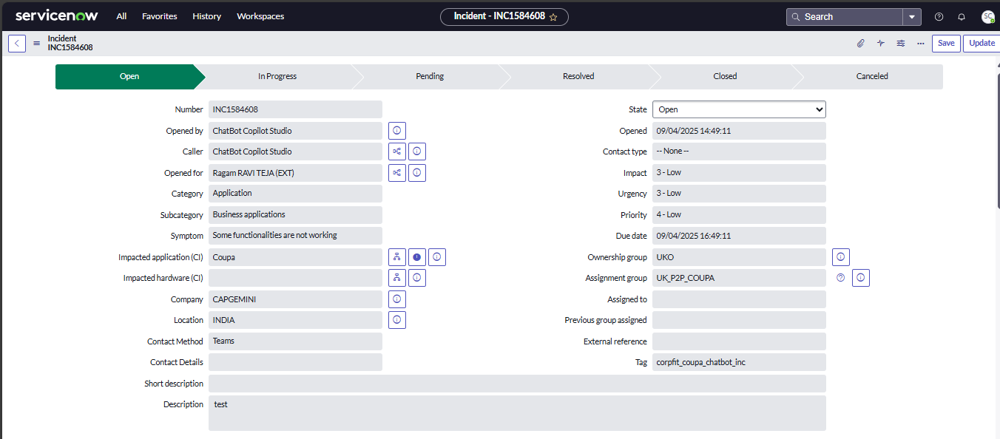 servicenow All Favorites History Workspaces Incident - INC1584608 Search SC
Incident
INC1584608 Save Update
Open In Progress Pending Resolved Closed Canceled
Number INC1584608 State Open
Opened by ChatBot Copilot Studio Opened 09/04/2025 14:49:11
Caller ChatBot Copilot Studio Contact type -- None --
Opened for Ragam RAVI TEJA (EXT) Impact 3 - Low
Category Application Urgency 3 - Low
Subcategory Business applications Priority 4 - Low
Symptom Some functionalities are not working Due date 09/04/2025 16:49:11
Impacted application (CI) Coupa Ownership group UKO
Impacted hardware (CI) Assignment group UK_P2P_COUPA
Company CAPGEMINI Assigned to
Location INDIA Previous group assigned
Contact Method Teams External reference
Contact Details Tag corpfit_coupa_chatbot_inc
Short description
Description test